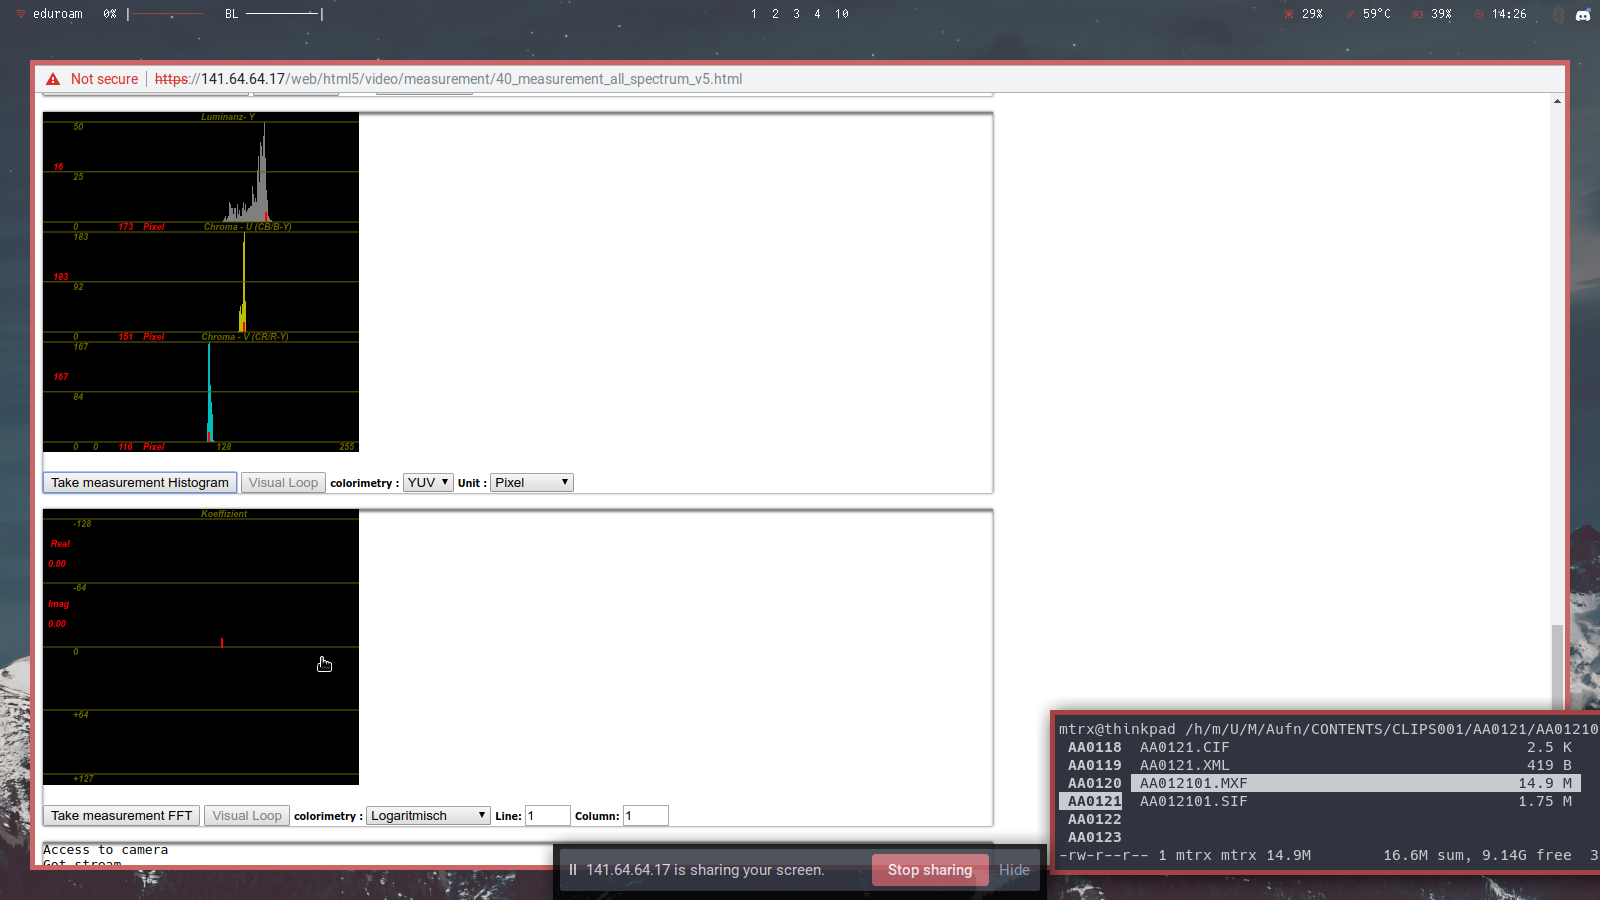 eduroam 0% BL 1 2 3 4 10 29% 59°C 39% 14:26
Not secure https://141.64.64.17/web/html5/video/measurement/40_measurement_all_spectrum_v5.html
Luminanz- Y
50
16
25
0 173 Pixel Chroma - U (CB/B-Y)
183
183
92
0 151 Pixel Chroma - V (CR/R-Y)
167
167
84
0 0 116 Pixel 128 255
Take measurement Histogram Visual Loop colorimetry : YUV Unit : Pixel
Koeffizient
-128
Real
0.00
-64
Imag
0.00
0
+64
+127
Take measurement FFT Visual Loop colorimetry : Logaritmisch Line: 1 Column: 1
Access to camera
Got stream
mtrx@thinkpad /h/m/U/M/Aufn/CONTENTS/CLIPS001/AA0121/AA01210
AA0118 AA0121.CIF 2.5 K
AA0119 AA0121.XML 419 B
AA0120 AA012101.MXF 14.9 M
AA0121 AA012101.SIF 1.75 M
AA0122
AA0123
-rw-r--r-- 1 mtrx mtrx 14.9M 16.6M sum, 9.14G free 3
141.64.64.17 is sharing your screen. Stop sharing Hide